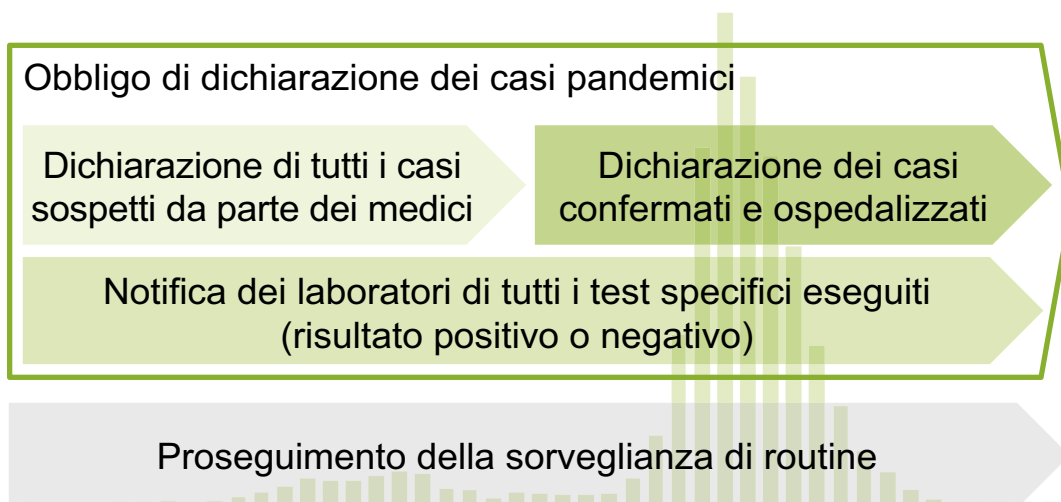 Obbligo di dichiarazione dei casi pandemici
Dichiarazione di tutti i casi
sospetti da parte dei medici
Dichiarazione dei casi
confermati e ospedalizzati
Notifica dei laboratori di tutti i test specifici eseguiti
(risultato positivo o negativo)
Proseguimento della sorveglianza di routine